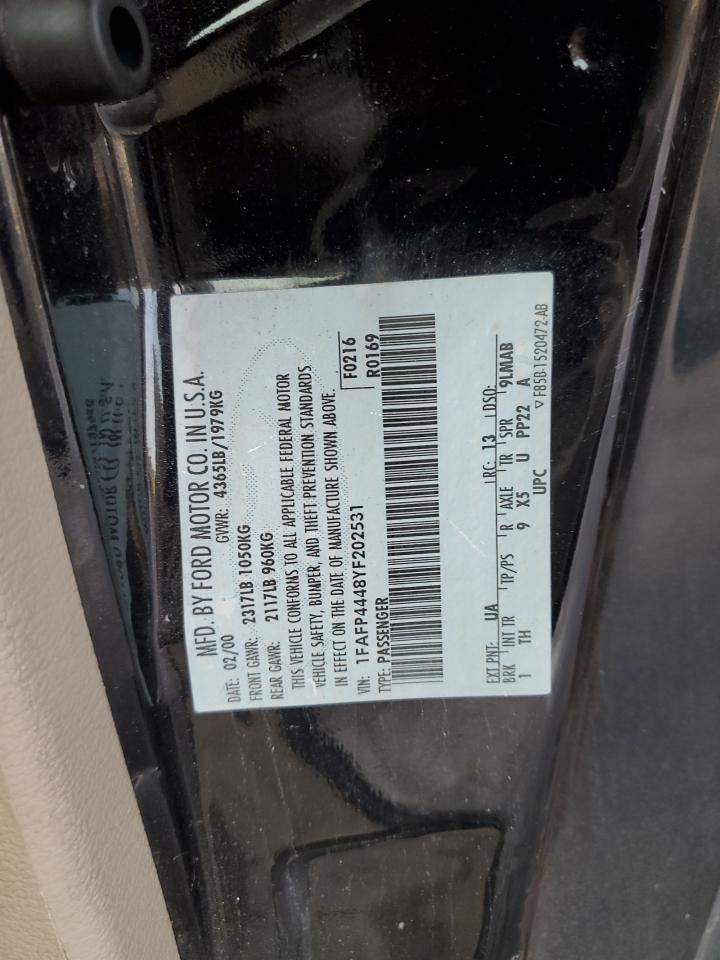 MFD. BY FORD MOTOR CO. IN U.S.A.
DATE: 02/00 GVWR: 4365LB/1979KG
FRONT GAWR: 2317LB 1050KG
REAR GAWR: 2117LB 960KG
THIS VEHICLE CONFORMS TO ALL APPLICABLE FEDERAL MOTOR
VEHICLE SAFETY, BUMPER, AND THEFT PREVENTION STANDARDS
IN EFFECT ON THE DATE OF MANUFACTURE SHOWN ABOVE.
VIN: 1FAFP4448YF202531 F0216
TYPE: PASSENGER R0169
EXT PNT: UA RC: 13 DSO:
BRK INT TR TP/PS R AXLE TR SPR 9LMAB
1 TH 9 X5 U PP22 A
UPC
▽ F85B-1520472-AB